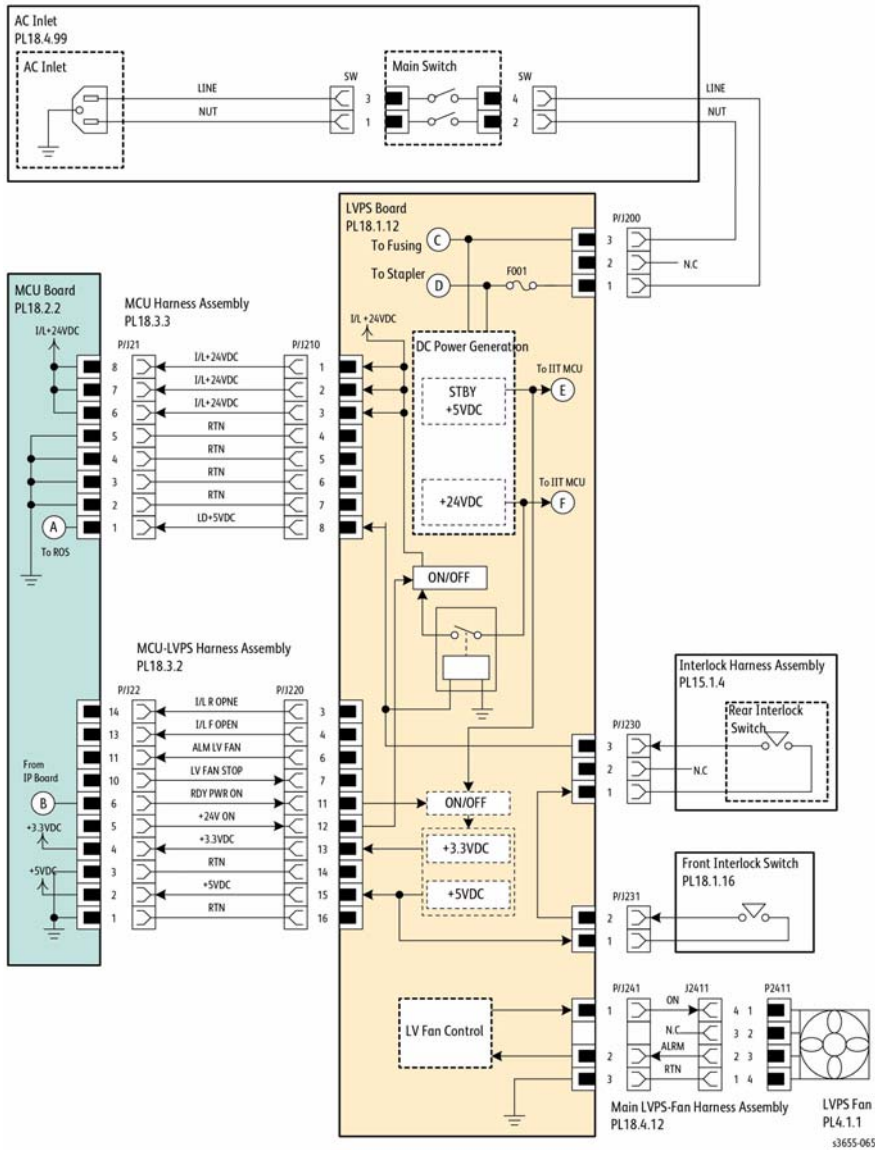 AC Inlet
PL18.4.99
AC Inlet
LINE
NUT
SW
3
1
Main Switch
SW
4
2
LINE
NUT
LVPS Board
PL18.1.12
To Fusing
C
To Stapler
D
F001
P/J200
3
2
1
N.C
MCU Board
PL18.2.2
I/L+24VDC
MCU Harness Assembly
PL18.3.3
P/J21
P/J210
8
I/L+24VDC
1
7
I/L+24VDC
2
6
I/L+24VDC
3
5
RTN
4
4
RTN
5
3
RTN
6
2
RTN
7
1
LD+5VDC
8
A
To ROS
I/L +24VDC
DC Power Generation
STBY
+5VDC
To IIT MCU
E
+24VDC
To IIT MCU
F
ON/OFF
MCU-LVPS Harness Assembly
PL18.3.2
P/J22
P/J220
14
I/L R OPNE
3
13
I/L F OPEN
4
11
ALM LV FAN
6
10
LV FAN STOP
7
6
RDY PWR ON
11
5
+24V ON
12
4
+3.3VDC
13
3
RTN
14
2
+5VDC
15
1
RTN
16
From
IP Board
B
+3.3VDC
+5VDC
ON/OFF
+3.3VDC
+5VDC
Interlock Harness Assembly
PL15.1.4
Rear Interlock
Switch
P/J230
3
2
1
N.C
Front Interlock Switch
PL18.1.16
P/J231
2
1
LV Fan Control
P/J241
J2411
P2411
1
ON
4 1
N.C
3 2
2
ALRM
2 3
3
RTN
1 4
Main LVPS-Fan Harness Assembly
PL18.4.12
LVPS Fan
PL4.1.1
s3655-065